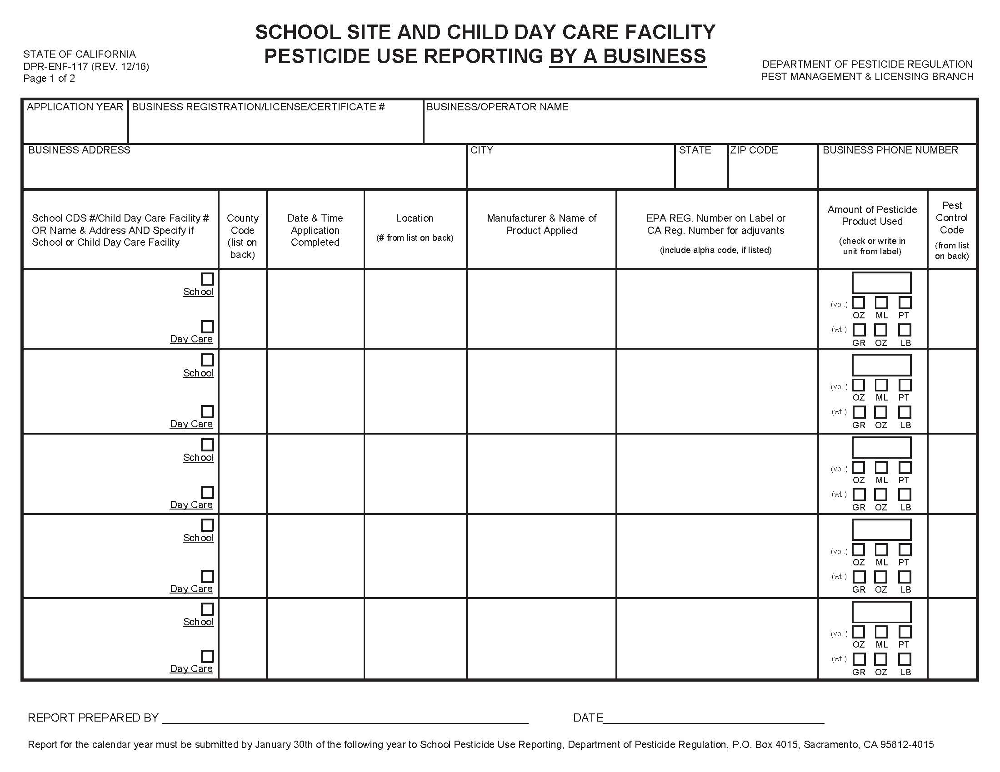 SCHOOL SITE AND CHILD DAY CARE FACILITY
PESTICIDE USE REPORTING BY A BUSINESS
STATE OF CALIFORNIA
DPR-ENF-117 (REV. 12/16)
Page 1 of 2
DEPARTMENT OF PESTICIDE REGULATION
PEST MANAGEMENT & LICENSING BRANCH
APPLICATION YEAR
BUSINESS REGISTRATION/LICENSE/CERTIFICATE #
BUSINESS/OPERATOR NAME
BUSINESS ADDRESS
CITY
STATE
ZIP CODE
BUSINESS PHONE NUMBER
School CDS #/Child Day Care Facility #
OR Name & Address AND Specify if
School or Child Day Care Facility
County
Code
(list on
back)
Date & Time
Application
Completed
Location
(# from list on back)
Manufacturer & Name of
Product Applied
EPA REG. Number on Label or
CA Reg. Number for adjuvants
(include alpha code, if listed)
Amount of Pesticide
Product Used
(check or write in
unit from label)
Pest
Control
Code
(from list
on back)
School
Day Care
(vol.)
OZ ML PT
(wt.)
GR OZ LB
School
Day Care
(vol.)
OZ ML PT
(wt.)
GR OZ LB
School
Day Care
(vol.)
OZ ML PT
(wt.)
GR OZ LB
School
Day Care
(vol.)
OZ ML PT
(wt.)
GR OZ LB
School
Day Care
(vol.)
OZ ML PT
(wt.)
GR OZ LB
REPORT PREPARED BY
DATE
Report for the calendar year must be submitted by January 30th of the following year to School Pesticide Use Reporting, Department of Pesticide Regulation, P.O. Box 4015, Sacramento, CA 95812-4015